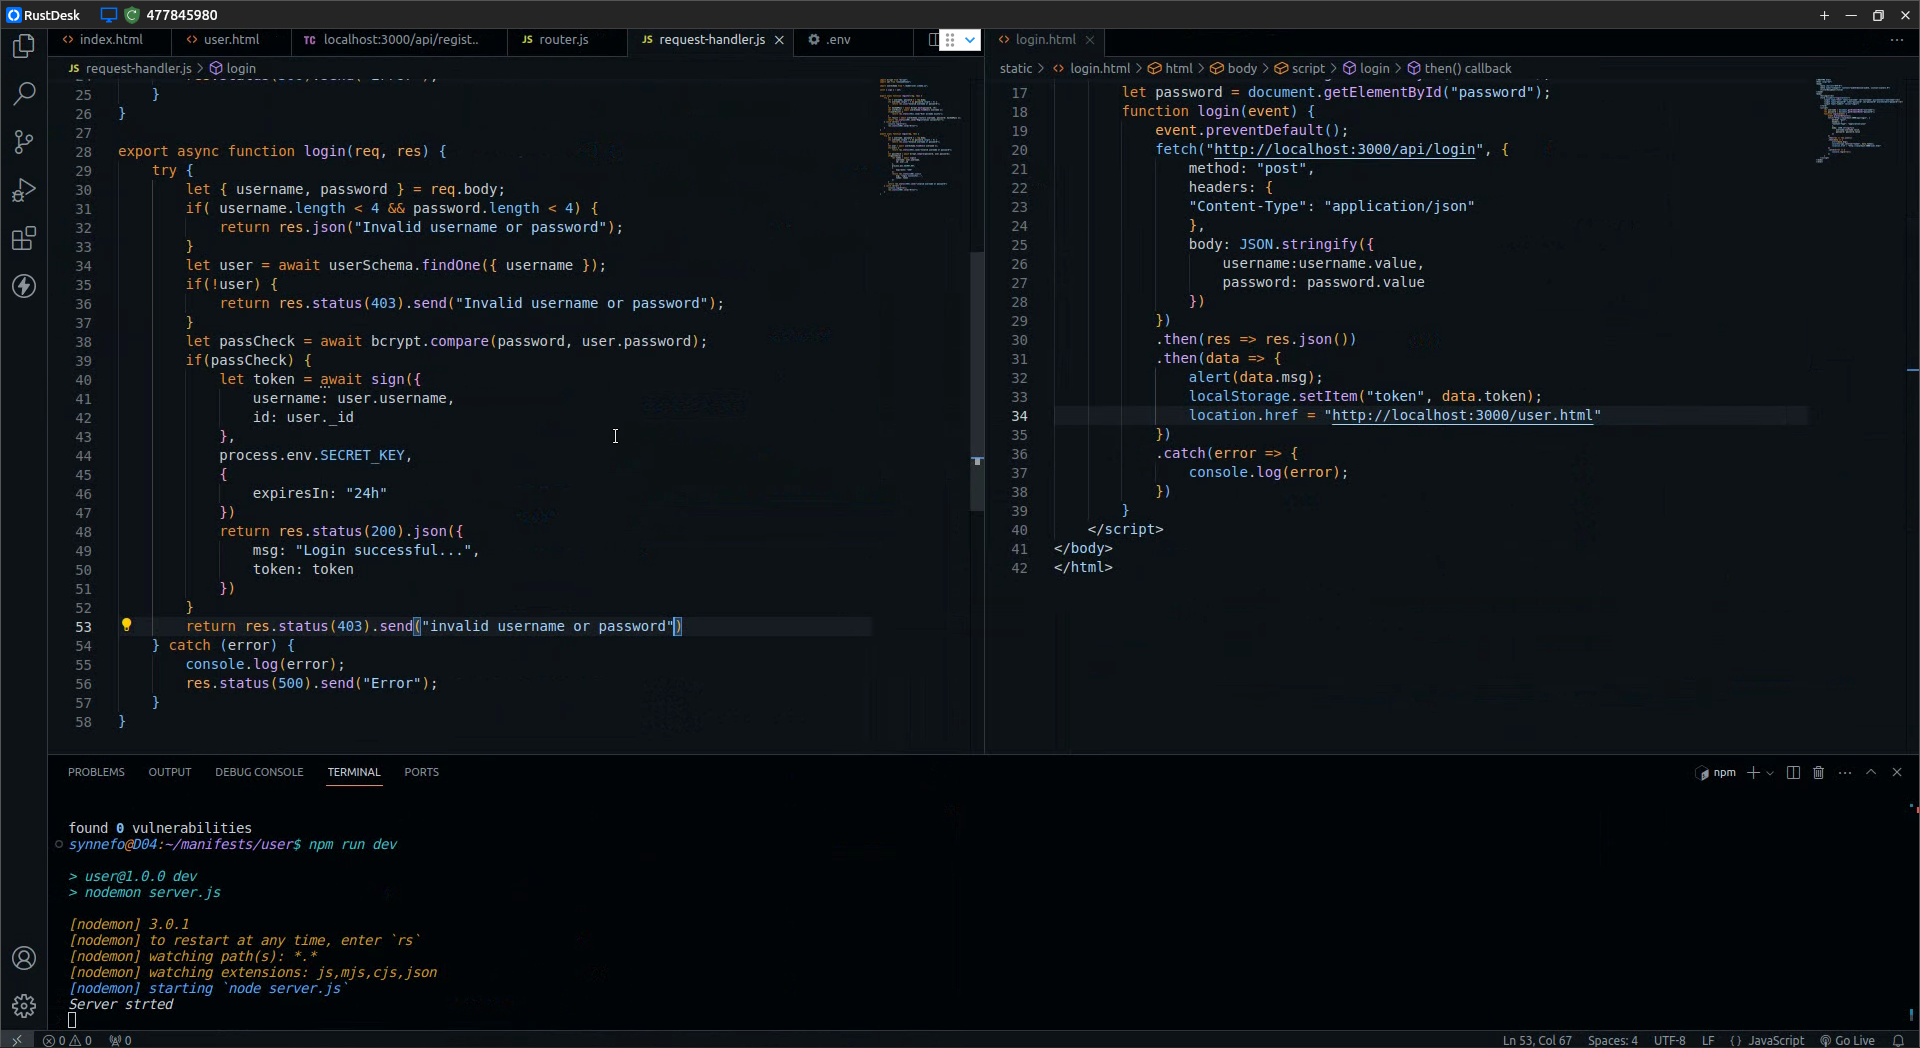 RustDesk 477845980
index.html user.html TC localhost:3000/api/regist.. JS router.js JS request-handler.js .env login.html
JS request-handler.js > login
25 }
26 }
27
28 export async function login(req, res) {
29 try {
30 let { username, password } = req.body;
31 if( username.length < 4 && password.length < 4) {
32 return res.json("Invalid username or password");
33 }
34 let user = await userSchema.findOne({ username });
35 if(!user) {
36 return res.status(403).send("Invalid username or password");
37 }
38 let passCheck = await bcrypt.compare(password, user.password);
39 if(passCheck) {
40 let token = await sign({
41 username: user.username,
42 id: user._id
43 },
44 process.env.SECRET_KEY,
45 {
46 expiresIn: "24h"
47 })
48 return res.status(200).json({
49 msg: "Login successful...",
50 token: token
51 })
52 }
53 return res.status(403).send("invalid username or password")
54 } catch (error) {
55 console.log(error);
56 res.status(500).send("Error");
57 }
58 }
static > login.html > html > body > script > login > then() callback
17 let password = document.getElementById("password");
18 function login(event) {
19 event.preventDefault();
20 fetch("http://localhost:3000/api/login", {
21 method: "post",
22 headers: {
23 "Content-Type": "application/json"
24 },
25 body: JSON.stringify({
26 username:username.value,
27 password: password.value
28 })
29 })
30 .then(res => res.json())
31 .then(data => {
32 alert(data.msg);
33 localStorage.setItem("token", data.token);
34 location.href = "http://localhost:3000/user.html"
35 })
36 .catch(error => {
37 console.log(error);
38 })
39 }
40 </script>
41 </body>
42 </html>
PROBLEMS OUTPUT DEBUG CONSOLE TERMINAL PORTS npm
found 0 vulnerabilities
synnefo@D04:~/manifests/user$ npm run dev
> user@1.0.0 dev
> nodemon server.js
[nodemon] 3.0.1
[nodemon] to restart at any time, enter `rs`
[nodemon] watching path(s): *.*
[nodemon] watching extensions: js,mjs,cjs,json
[nodemon] starting `node server.js`
Server strted
0 0 0 Ln 53, Col 67 Spaces: 4 UTF-8 LF {} JavaScript Go Live